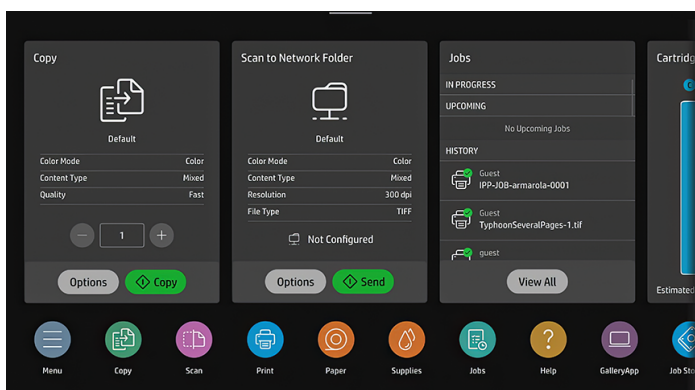 Copy
Default
Color Mode Color
Content Type Mixed
Quality Fast
1
Options Copy
Scan to Network Folder
Default
Color Mode Color
Content Type Mixed
Resolution 300 dpi
File Type TIFF
Not Configured
Options Send
Jobs
IN PROGRESS
UPCOMING
No Upcoming Jobs
HISTORY
Guest
IPP-JOB-armarola-0001
Guest
TyphoonSeveralPages-1.tif
guest
View All
Cartridg
Estimated
Menu Copy Scan Print Paper Supplies Jobs Help GalleryApp Job Sto